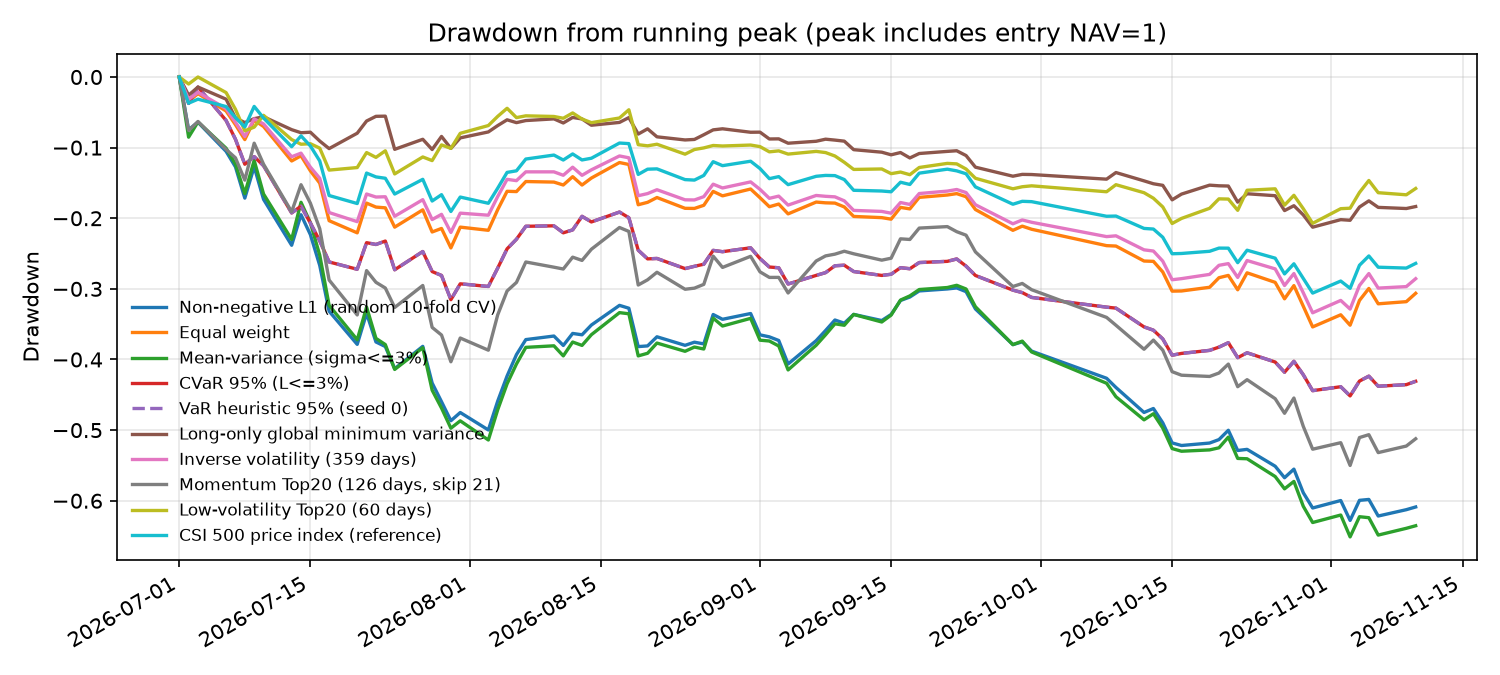 Drawdown from running peak (peak includes entry NAV=1)
Drawdown
0.0
−0.1
−0.2
−0.3
−0.4
−0.5
−0.6
Non-negative L1 (random 10-fold CV)
Equal weight
Mean-variance (sigma<=3%)
CVaR 95% (L<=3%)
VaR heuristic 95% (seed 0)
Long-only global minimum variance
Inverse volatility (359 days)
Momentum Top20 (126 days, skip 21)
Low-volatility Top20 (60 days)
CSI 500 price index (reference)
2026-07-01
2026-07-15
2026-08-01
2026-08-15
2026-09-01
2026-09-15
2026-10-01
2026-10-15
2026-11-01
2026-11-15